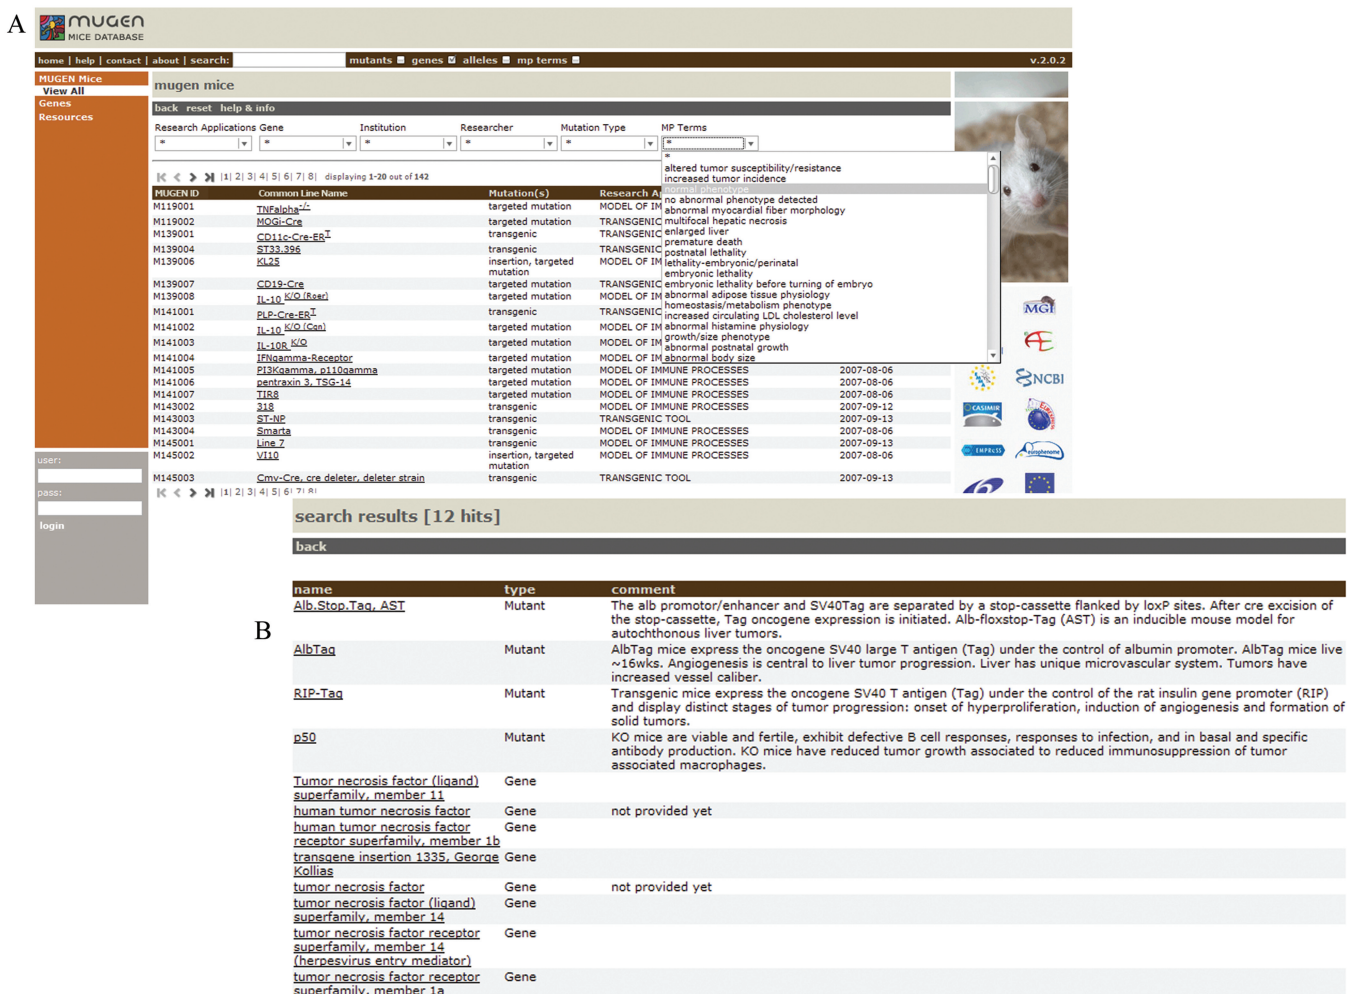 A
MUGEN
MICE DATABASE
home | help | contact | about | search: mutants genes alleles mp terms v.2.0.2
MUGEN Mice
View All
Genes
Resources
mugen mice
back reset help & info
Research Applications Gene Institution Researcher Mutation Type MP Terms
* * * * * *
*
altered tumor susceptibility/resistance
increased tumor incidence
normal phenotype
no abnormal phenotype detected
abnormal myocardial fiber morphology
multifocal hepatic necrosis
enlarged liver
premature death
postnatal lethality
lethality-embryonic/perinatal
embryonic lethality
embryonic lethality before turning of embryo
abnormal adipose tissue physiology
homeostasis/metabolism phenotype
increased circulating LDL cholesterol level
abnormal histamine physiology
growth/size phenotype
abnormal postnatal growth
abnormal body size
|1| 2| 3| 4| 5| 6| 7| 8| displaying 1-20 out of 142
MUGEN ID Common Line Name Mutation(s) Research Ap
M119001 TNFalpha-/- targeted mutation MODEL OF IM
M119002 MOGi-Cre targeted mutation TRANSGENIC
M139001 CD11c-Cre-ERT transgenic TRANSGENIC
M139004 ST33.396 transgenic TRANSGENIC
M139006 KL25 insertion, targeted mutation MODEL OF IM
M139007 CD19-Cre targeted mutation TRANSGENIC
M139008 IL-10 K/O (Roer) targeted mutation MODEL OF IM
M141001 PLP-Cre-ERT transgenic TRANSGENIC
M141002 IL-10 K/O (Cgn) targeted mutation MODEL OF IM
M141003 IL-10R K/O targeted mutation MODEL OF IM
M141004 IFNgamma-Receptor targeted mutation MODEL OF IM
M141005 PI3Kgamma, p110gamma targeted mutation MODEL OF IMMUNE PROCESSES 2007-08-06
M141006 pentraxin 3, TSG-14 targeted mutation MODEL OF IMMUNE PROCESSES 2007-08-06
M141007 TIR8 targeted mutation MODEL OF IMMUNE PROCESSES 2007-08-06
M143002 318 transgenic MODEL OF IMMUNE PROCESSES 2007-09-12
M143003 ST-NP transgenic TRANSGENIC TOOL 2007-09-13
M143004 Smarta transgenic MODEL OF IMMUNE PROCESSES 2007-08-06
M145001 Line 7 transgenic MODEL OF IMMUNE PROCESSES 2007-09-13
M145002 VI10 insertion, targeted mutation MODEL OF IMMUNE PROCESSES 2007-08-06
M145003 Cmv-Cre, cre deleter, deleter strain transgenic TRANSGENIC TOOL 2007-09-13
|1| 2| 3| 4| 5| 6| 7| 8|
user:
pass:
login
MGI
NCBI
CASIMIR
EMPReSS
europhenome
B
search results [12 hits]
back
name type comment
Alb.Stop.Tag, AST Mutant The alb promotor/enhancer and SV40Tag are separated by a stop-cassette flanked by loxP sites. After cre excision of
the stop-cassette, Tag oncogene expression is initiated. Alb-floxstop-Tag (AST) is an inducible mouse model for
autochthonous liver tumors.
AlbTag Mutant AlbTag mice express the oncogene SV40 large T antigen (Tag) under the control of albumin promoter. AlbTag mice live
~16wks. Angiogenesis is central to liver tumor progression. Liver has unique microvascular system. Tumors have
increased vessel caliber.
RIP-Tag Mutant Transgenic mice express the oncogene SV40 T antigen (Tag) under the control of the rat insulin gene promoter (RIP)
and display distinct stages of tumor progression: onset of hyperproliferation, induction of angiogenesis and formation of
solid tumors.
p50 Mutant KO mice are viable and fertile, exhibit defective B cell responses, responses to infection, and in basal and specific
antibody production. KO mice have reduced tumor growth associated to reduced immunosuppression of tumor
associated macrophages.
Tumor necrosis factor (ligand) Gene
superfamily, member 11
human tumor necrosis factor Gene not provided yet
human tumor necrosis factor Gene
receptor superfamily, member 1b
transgene insertion 1335, George Gene
Kollias
tumor necrosis factor Gene not provided yet
tumor necrosis factor (ligand) Gene
superfamily, member 14
tumor necrosis factor receptor Gene
superfamily, member 14
(herpesvirus entry mediator)
tumor necrosis factor receptor Gene
superfamily, member 1a